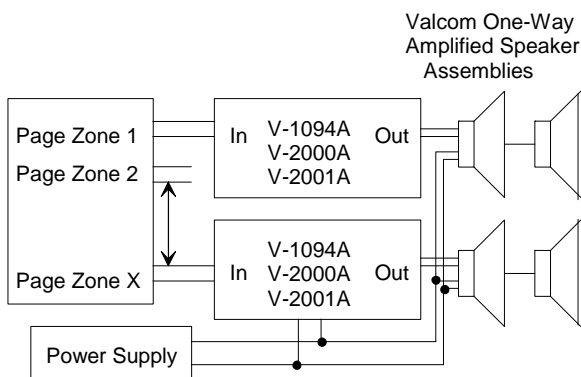 Valcom One-Way
Amplified Speaker
Assemblies
Page Zone 1
In
V-1094A
Out
V-2000A
V-2001A
Page Zone 2
V-1094A
In
V-2000A
Out
V-2001A
Page Zone X
Power Supply